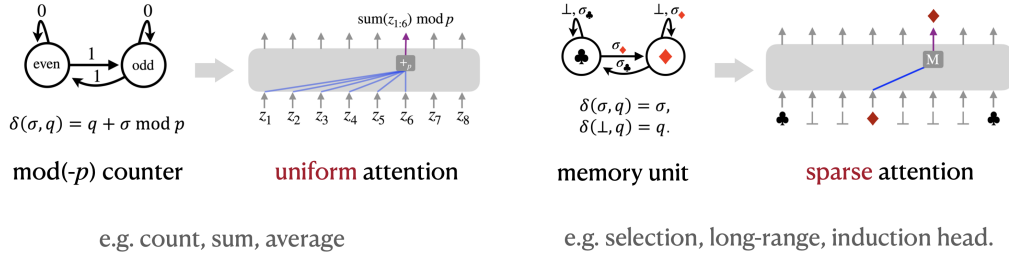 0 0
even 1 odd
1
δ(σ, q) = q + σ mod p
mod(-p) counter
sum(z₁:₆) mod p
+ₚ
z₁ z₂ z₃ z₄ z₅ z₆ z₇ z₈
uniform attention
e.g. count, sum, average
⊥, σ♣ ⊥, σ♦
♣ σ♦ ♦
σ♣
δ(σ, q) = σ,
δ(⊥, q) = q.
memory unit
♦
M
♣ ⊥ ⊥ ♦ ⊥ ⊥ ⊥ ♣
sparse attention
e.g. selection, long-range, induction head.